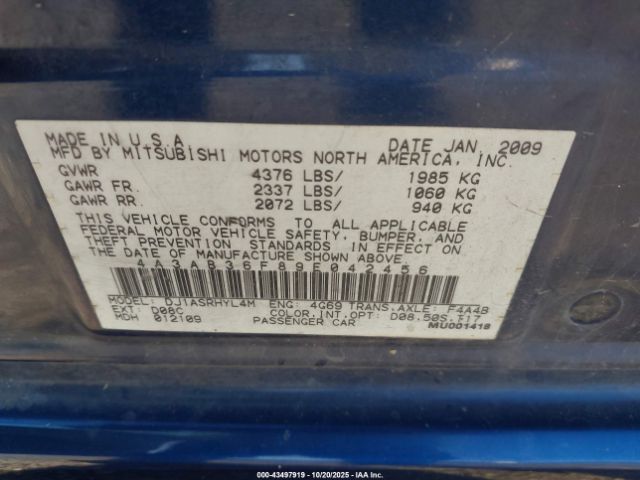 MADE IN U.S.A DATE JAN. 2009
MFD BY MITSUBISHI MOTORS NORTH AMERICA, INC.
GVWR 4376 LBS/ 1985 KG
GAWR FR. 2337 LBS/ 1060 KG
GAWR RR. 2072 LBS/ 940 KG
THIS VEHICLE CONFORMS TO ALL APPLICABLE
FEDERAL MOTOR VEHICLE SAFETY, BUMPER, AND
THEFT PREVENTION STANDARDS IN EFFECT ON
THE DATE OF MANUFACTURE SHOWN ABOVE.
4A3AB36F89E042456
MODEL: DJ1ASRHYL4M ENG: 4G69 TRANS.AXLE: F4A4B
EXT: D08C COLOR.INT.OPT: D08.50S.T17
MDH 012109 PASSENGER CAR MU001418
000-43497919 | 10/20/2025 - IAAHQINC.